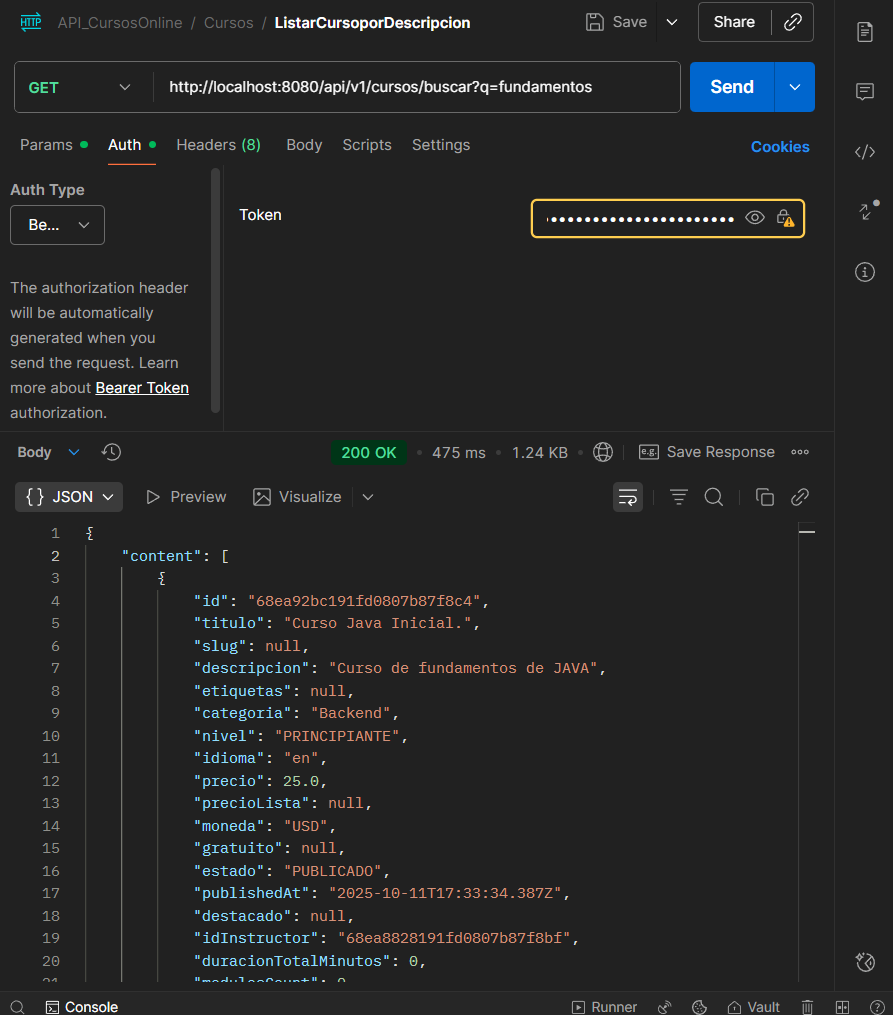 HTTP API_CursosOnline / Cursos / ListarCursoporDescripcion Save Share
GET http://localhost:8080/api/v1/cursos/buscar?q=fundamentos Send
Params Auth Headers (8) Body Scripts Settings Cookies
Auth Type
Be...
Token
The authorization header
will be automatically
generated when you
send the request. Learn
more about Bearer Token
authorization.
Body 200 OK • 475 ms • 1.24 KB • e.g. Save Response
{} JSON Preview Visualize
1 {
2 "content": [
3 {
4 "id": "68ea92bc191fd0807b87f8c4",
5 "titulo": "Curso Java Inicial.",
6 "slug": null,
7 "descripcion": "Curso de fundamentos de JAVA",
8 "etiquetas": null,
9 "categoria": "Backend",
10 "nivel": "PRINCIPIANTE",
11 "idioma": "en",
12 "precio": 25.0,
13 "precioLista": null,
14 "moneda": "USD",
15 "gratuito": null,
16 "estado": "PUBLICADO",
17 "publishedAt": "2025-10-11T17:33:34.387Z",
18 "destacado": null,
19 "idInstructor": "68ea8828191fd0807b87f8bf",
20 "duracionTotalMinutos": 0,
Console Runner Vault